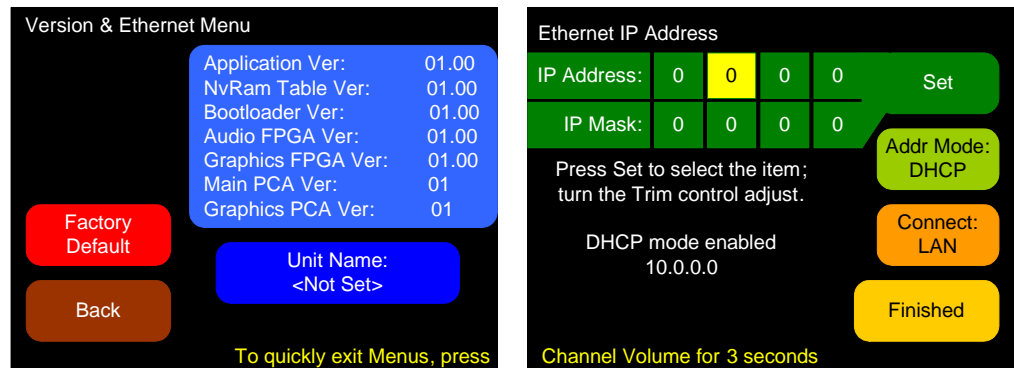 Version & Ethernet Menu
Application Ver: 01.00
NvRam Table Ver: 01.00
Bootloader Ver: 01.00
Audio FPGA Ver: 01.00
Graphics FPGA Ver: 01.00
Main PCA Ver: 01
Graphics PCA Ver: 01
Factory
Default
Unit Name:
<Not Set>
Back
To quickly exit Menus, press
Ethernet IP Address
IP Address: 0 0 0 0
Set
IP Mask: 0 0 0 0
Addr Mode:
DHCP
Press Set to select the item;
turn the Trim control adjust.
Connect:
LAN
DHCP mode enabled
10.0.0.0
Finished
Channel Volume for 3 seconds